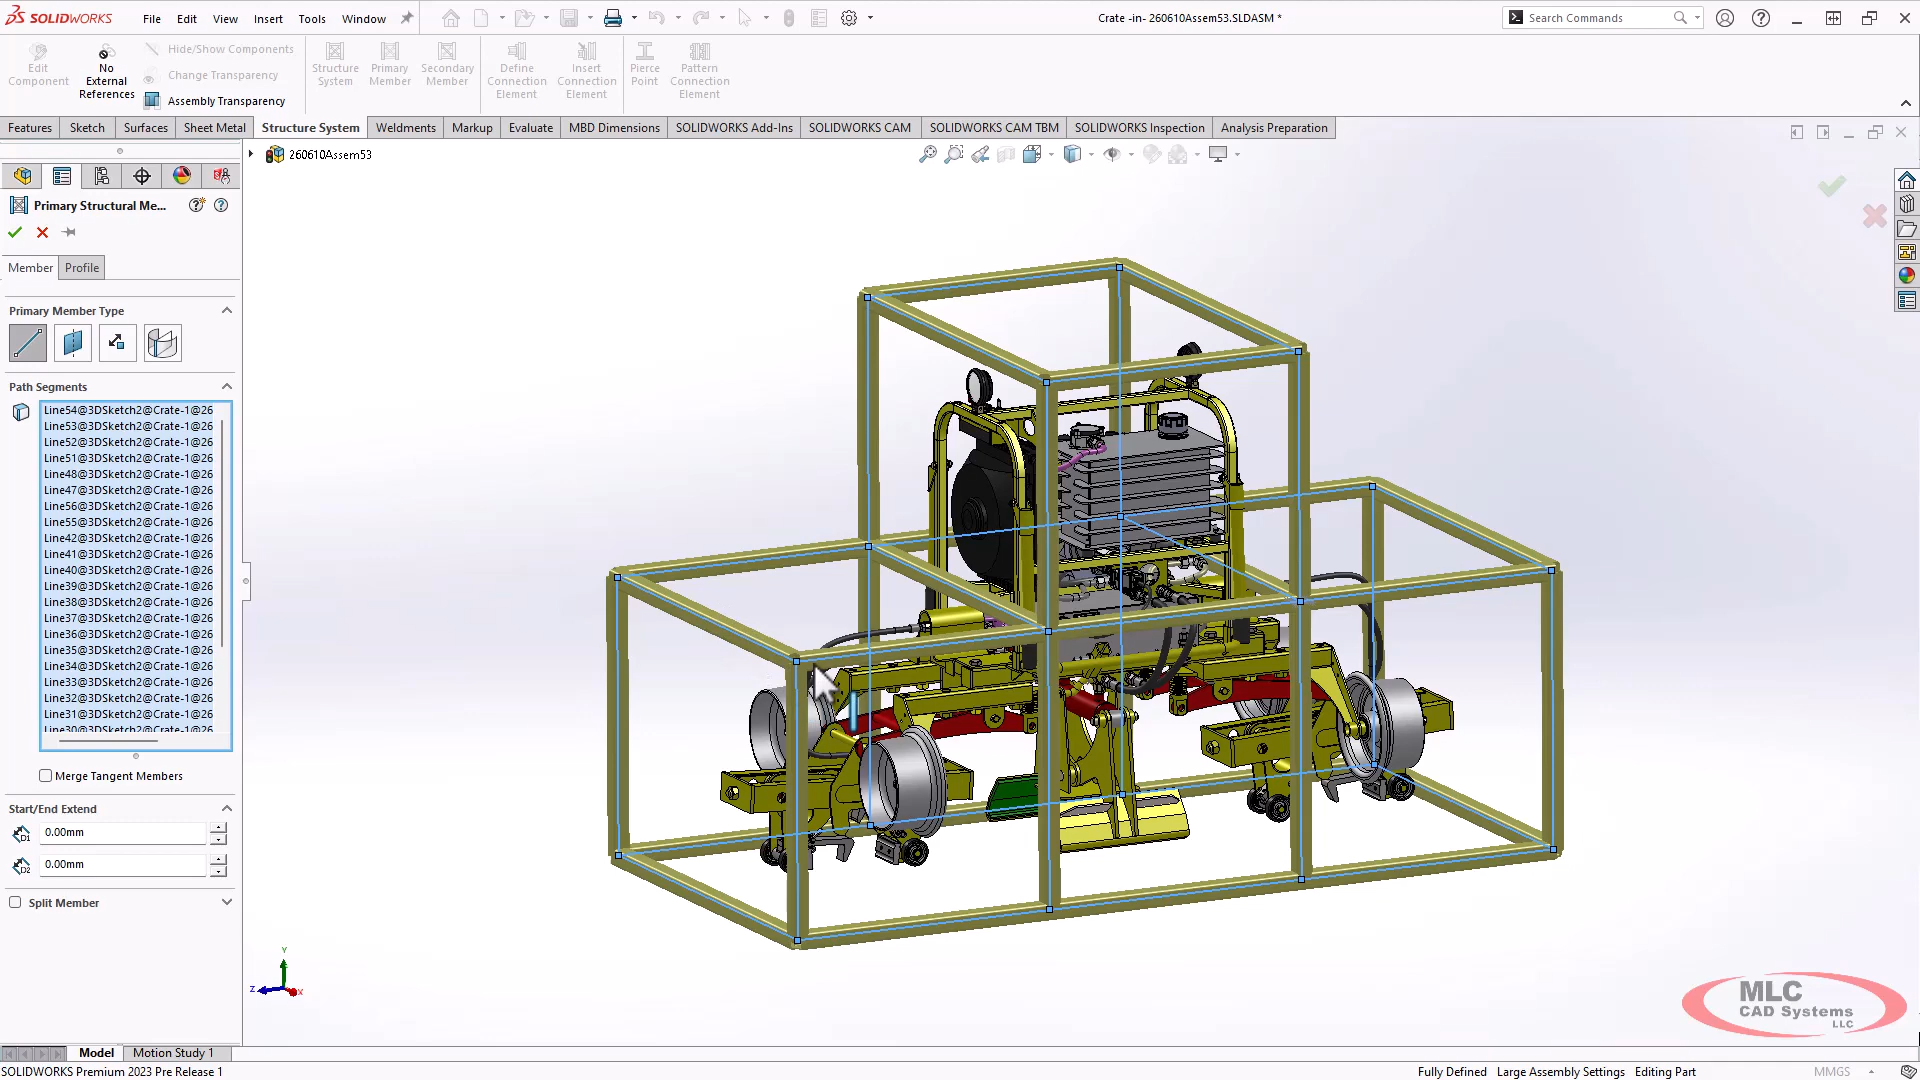 SOLIDWORKS
File Edit View Insert Tools Window
Crate -in- 260610Assem53.SLDASM *
Search Commands
Edit Component
No External References
Hide/Show Components
Change Transparency
Assembly Transparency
Structure System
Primary Member
Secondary Member
Define Connection Element
Insert Connection Element
Pierce Point
Pattern Connection Element
Features Sketch Surfaces Sheet Metal Structure System Weldments Markup Evaluate MBD Dimensions SOLIDWORKS Add-Ins SOLIDWORKS CAM SOLIDWORKS CAM TBM SOLIDWORKS Inspection Analysis Preparation
260610Assem53
Primary Structural Me...
Member Profile
Primary Member Type
Path Segments
Line54@3DSketch2@Crate-1@26
Line53@3DSketch2@Crate-1@26
Line52@3DSketch2@Crate-1@26
Line51@3DSketch2@Crate-1@26
Line48@3DSketch2@Crate-1@26
Line47@3DSketch2@Crate-1@26
Line56@3DSketch2@Crate-1@26
Line55@3DSketch2@Crate-1@26
Line42@3DSketch2@Crate-1@26
Line41@3DSketch2@Crate-1@26
Line40@3DSketch2@Crate-1@26
Line39@3DSketch2@Crate-1@26
Line38@3DSketch2@Crate-1@26
Line37@3DSketch2@Crate-1@26
Line36@3DSketch2@Crate-1@26
Line35@3DSketch2@Crate-1@26
Line34@3DSketch2@Crate-1@26
Line33@3DSketch2@Crate-1@26
Line32@3DSketch2@Crate-1@26
Line31@3DSketch2@Crate-1@26
Line30@3DSketch2@Crate-1@26
Merge Tangent Members
Start/End Extend
D1 0.00mm
D2 0.00mm
Split Member
Y
Z
X
MLC
CAD Systems
LLC
Model Motion Study 1
SOLIDWORKS Premium 2023 Pre Release 1
Fully Defined Large Assembly Settings Editing Part MMGS